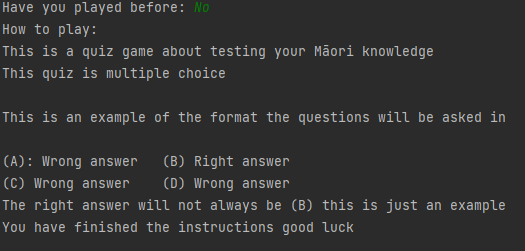 Have you played before: No
How to play:
This is a quiz game about testing your Māori knowledge
This quiz is multiple choice
This is an example of the format the questions will be asked in
(A): Wrong answer   (B) Right answer
(C) Wrong answer    (D) Wrong answer
The right answer will not always be (B) this is just an example
You have finished the instructions good luck